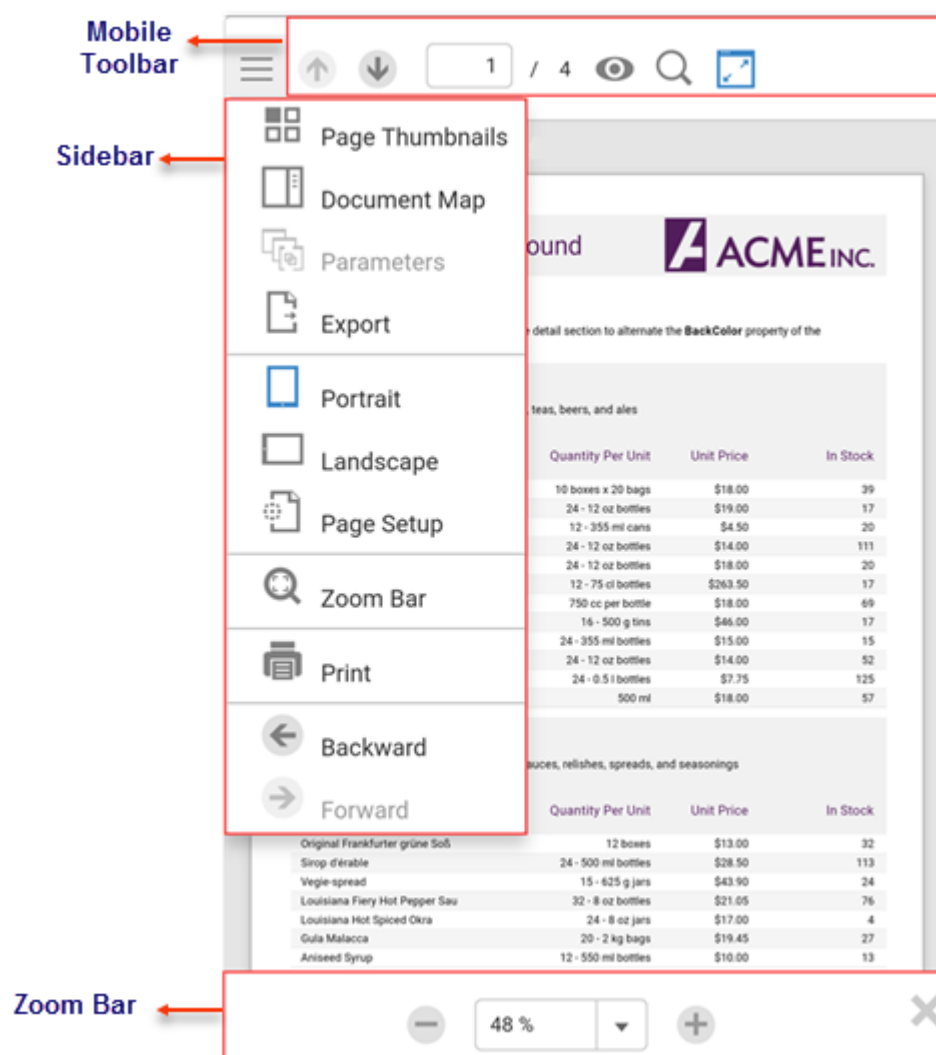 Mobile
Toolbar
1 / 4
Sidebar
Page Thumbnails
Document Map
Parameters
Export
Portrait
Landscape
Page Setup
Zoom Bar
Print
Backward
Forward
ound ACME INC.
detail section to alternate the BackColor property of the
, teas, beers, and ales
Quantity Per Unit Unit Price In Stock
10 boxes x 20 bags $18.00 39
24 - 12 oz bottles $19.00 17
12 - 355 ml cans $4.50 20
24 - 12 oz bottles $14.00 111
24 - 12 oz bottles $18.00 20
12 - 75 cl bottles $263.50 17
750 cc per bottle $18.00 69
16 - 500 g tins $46.00 17
24 - 355 ml bottles $15.00 15
24 - 12 oz bottles $14.00 52
24 - 0.5 l bottles $7.75 125
500 ml $18.00 57
auces, relishes, spreads, and seasonings
Quantity Per Unit Unit Price In Stock
Original Frankfurter grüne Soß 12 boxes $13.00 32
Sirop d'érable 24 - 500 ml bottles $28.50 113
Vegie-spread 15 - 625 g jars $43.90 24
Louisiana Fiery Hot Pepper Sau 32 - 8 oz bottles $21.05 76
Louisiana Hot Spiced Okra 24 - 8 oz jars $17.00 4
Gula Malacca 20 - 2 kg bags $19.45 27
Aniseed Syrup 12 - 550 ml bottles $10.00 13
Zoom Bar
48 %